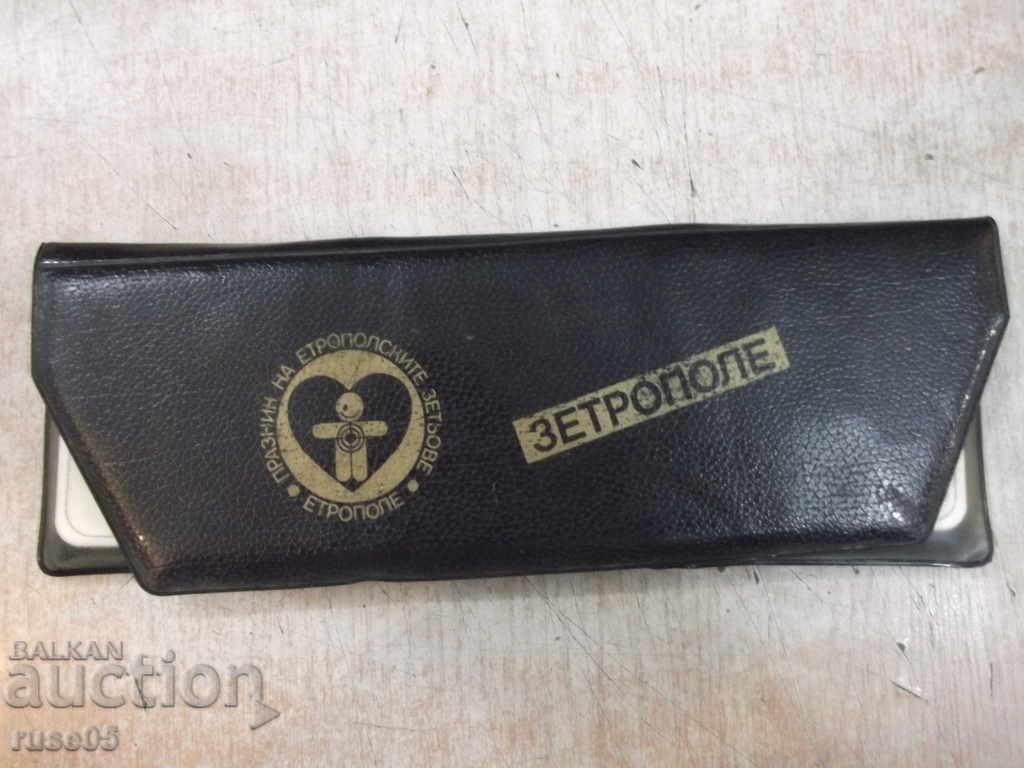 ПРАЗНИК НА ЕТРОПОЛСКИТЕ ЗЕТЬОВЕ
• ЕТРОПОЛЕ •
ЗЕТРОПОЛЕ
BALKAN
auction
ruse05